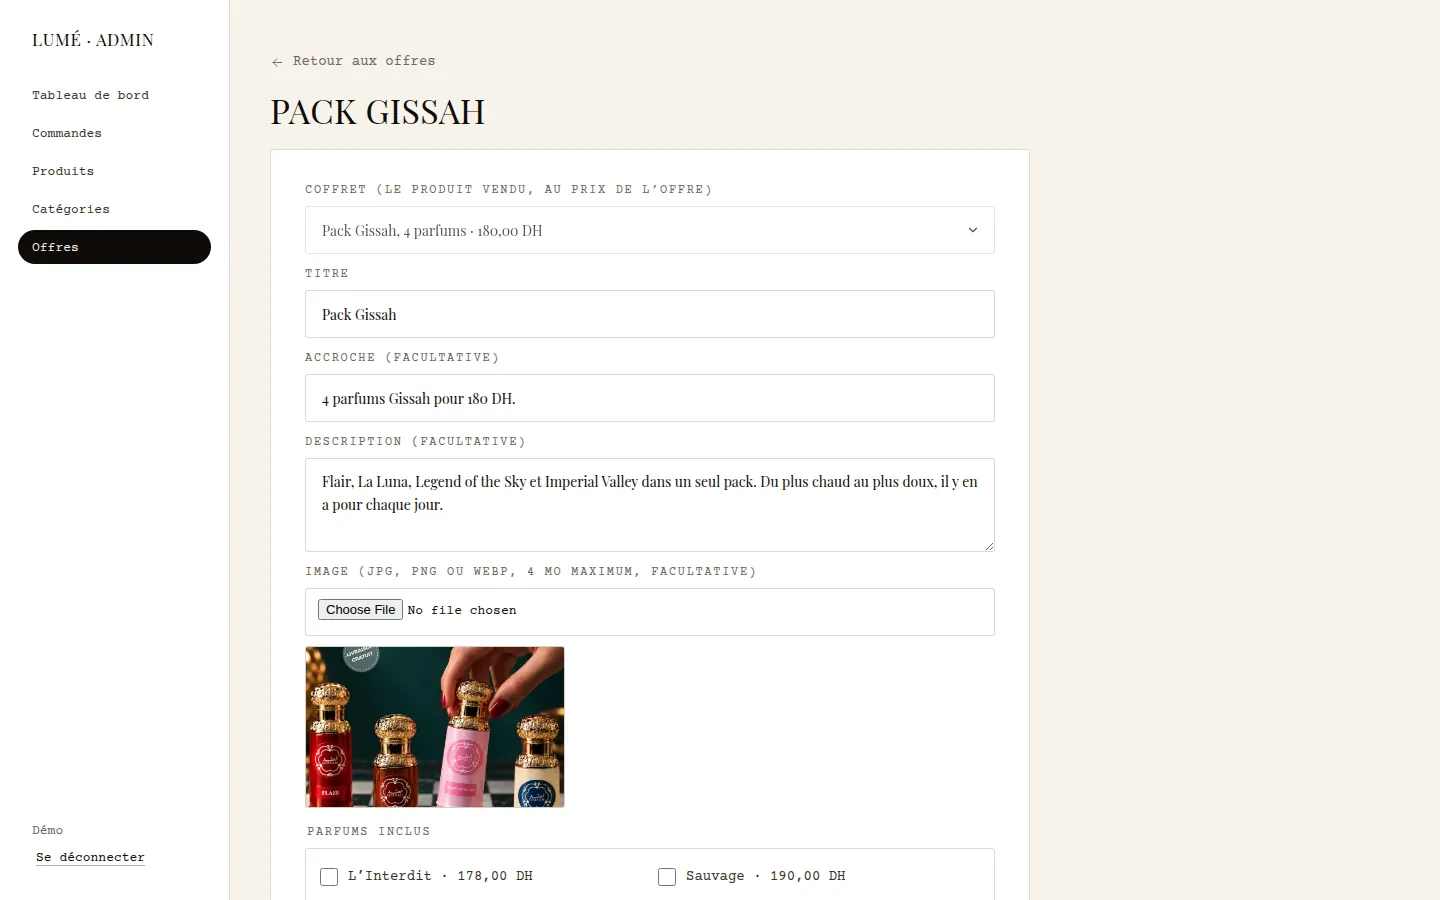 LUMÉ · ADMIN
Tableau de bord
Commandes
Produits
Catégories
Offres
Démo
Se déconnecter
← Retour aux offres
PACK GISSAH
COFFRET (LE PRODUIT VENDU, AU PRIX DE L’OFFRE)
Pack Gissah, 4 parfums · 180,00 DH
TITRE
Pack Gissah
ACCROCHE (FACULTATIVE)
4 parfums Gissah pour 180 DH.
DESCRIPTION (FACULTATIVE)
Flair, La Luna, Legend of the Sky et Imperial Valley dans un seul pack. Du plus chaud au plus doux, il y en
a pour chaque jour.
IMAGE (JPG, PNG OU WEBP, 4 MO MAXIMUM, FACULTATIVE)
Choose File No file chosen
LIVRAISON
GRATUIT
FLAIR
PARFUMS INCLUS
L’Interdit · 178,00 DH
Sauvage · 190,00 DH